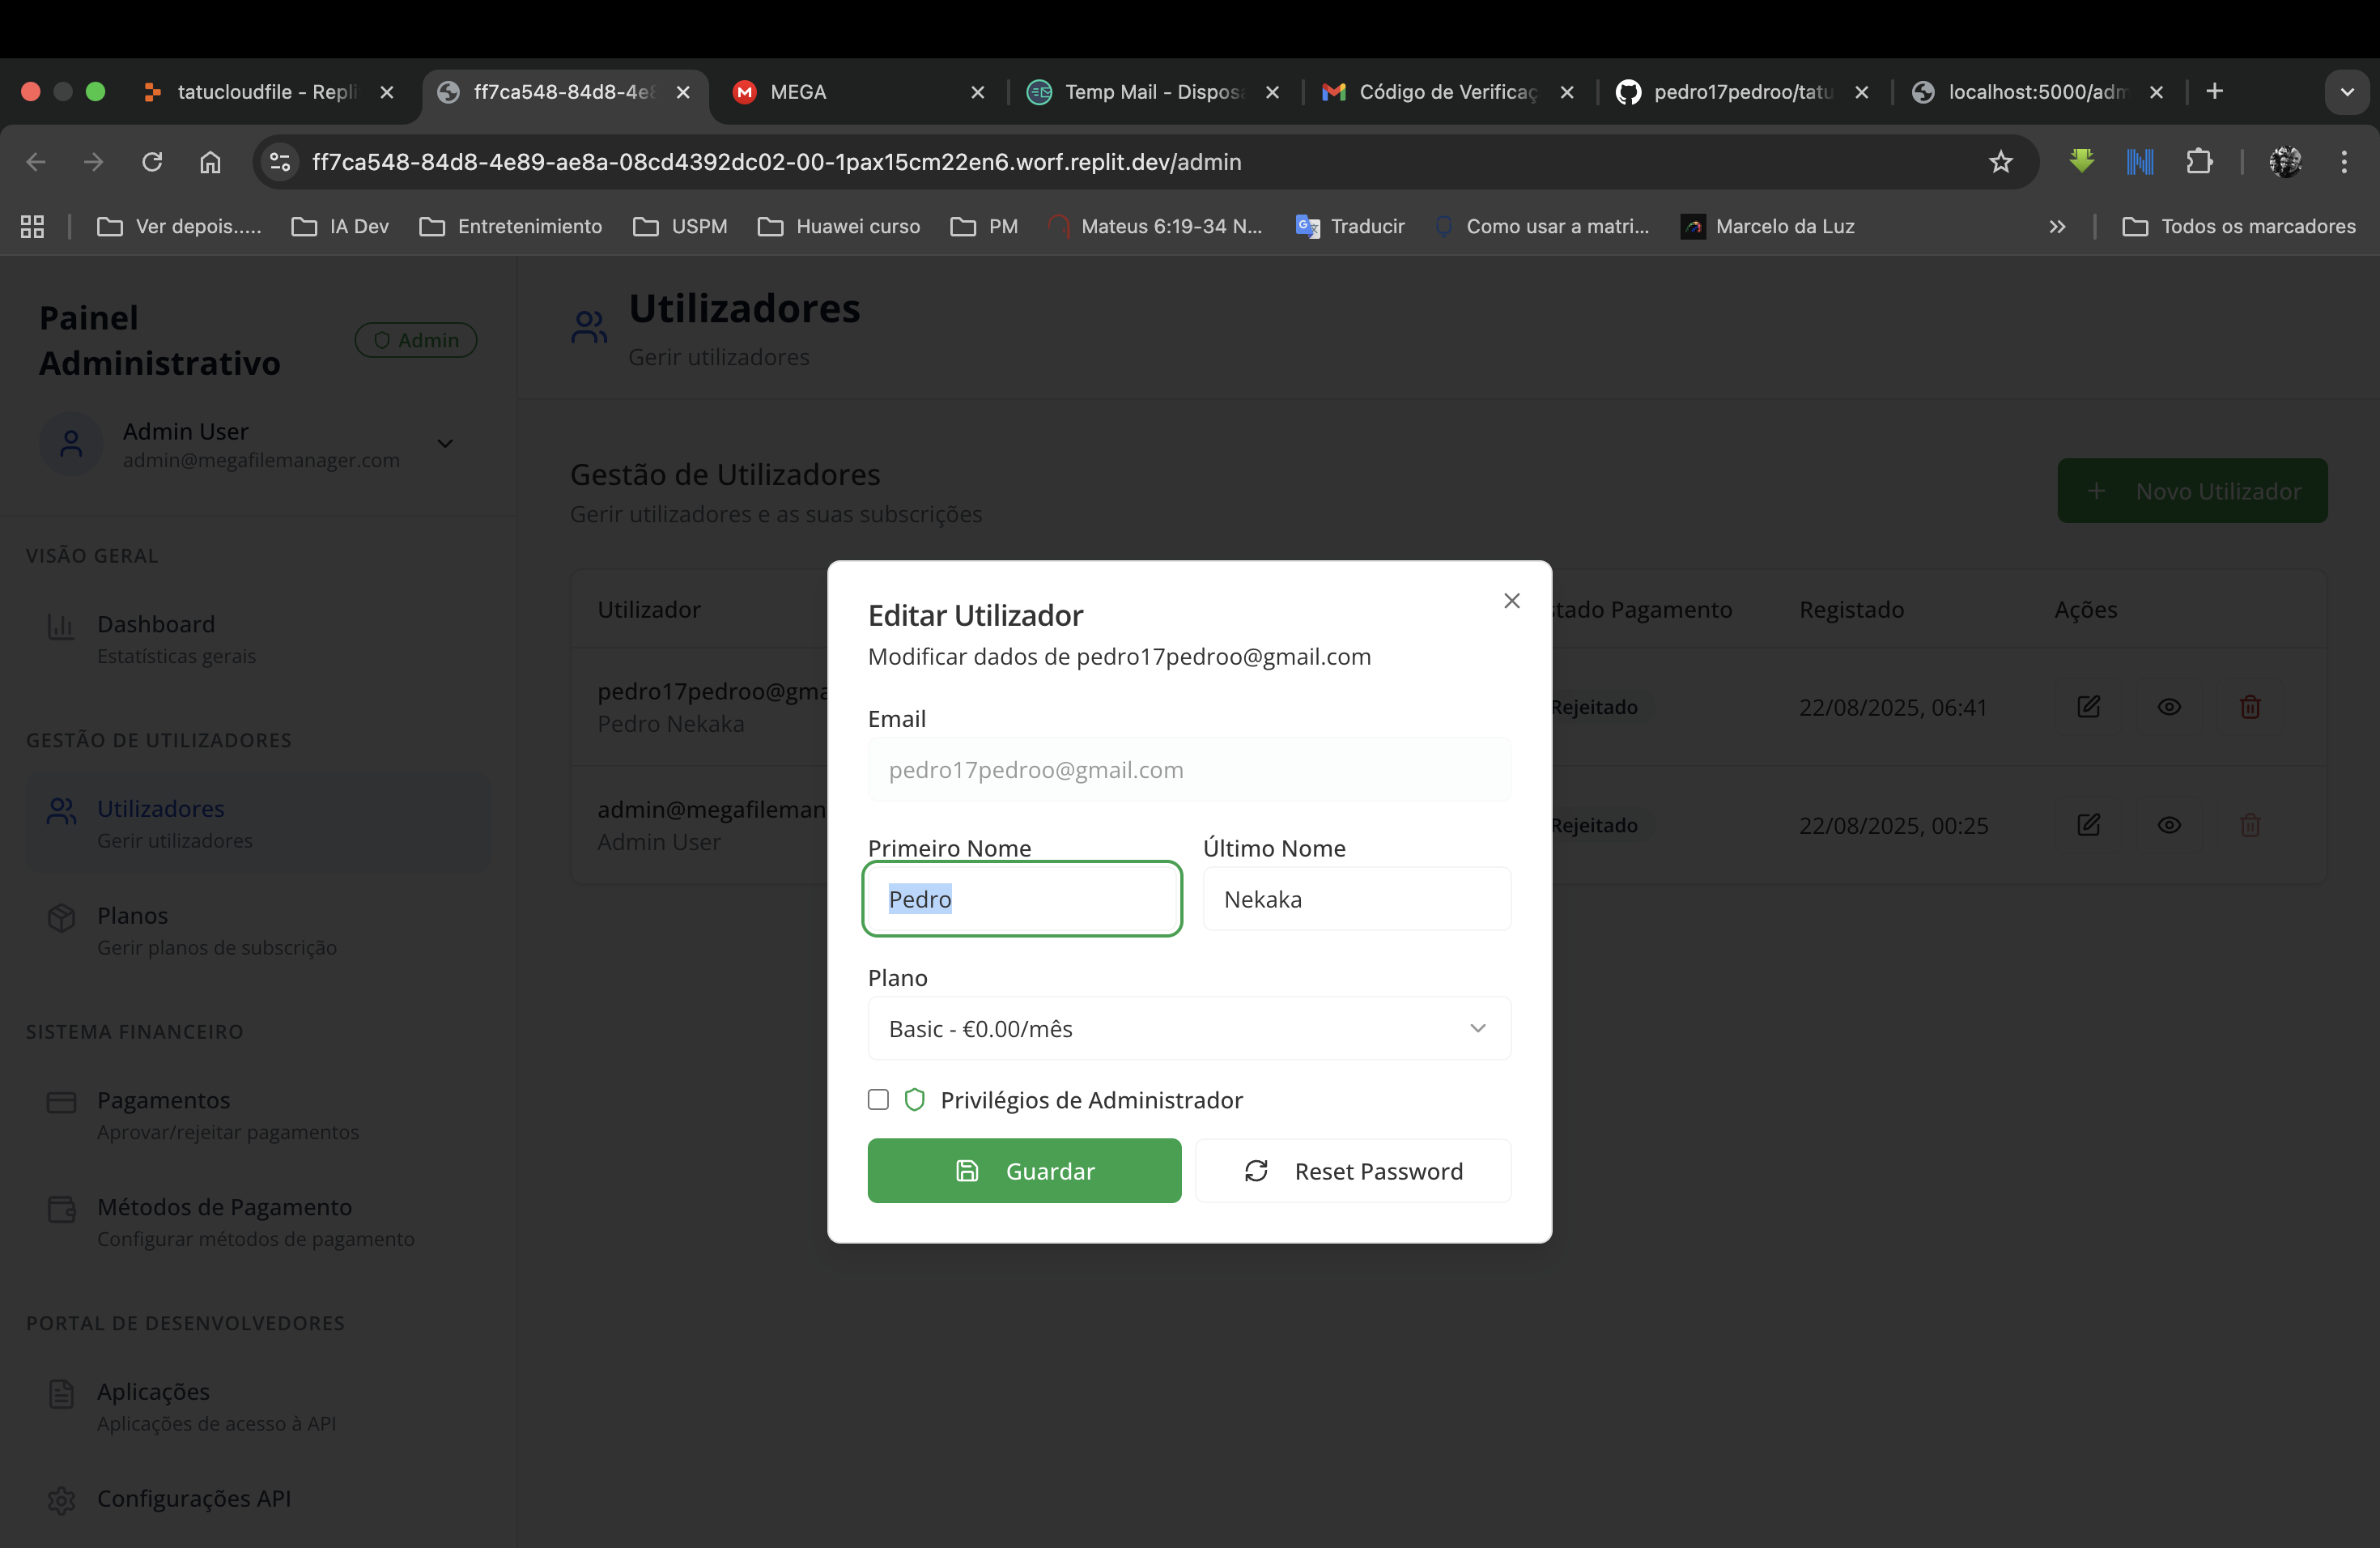 tatucloudfile - Repli
ff7ca548-84d8-4e8
MEGA
Temp Mail - Dispos
Código de Verificaç
pedro17pedroo/tatu
localhost:5000/adm
ff7ca548-84d8-4e89-ae8a-08cd4392dc02-00-1pax15cm22en6.worf.replit.dev/admin
Ver depois.....
IA Dev
Entretenimiento
USPM
Huawei curso
PM
Mateus 6:19-34 N...
Traducir
Como usar a matri...
Marcelo da Luz
Todos os marcadores
Painel
Administrativo
Admin
Admin User
admin@megafilemanager.com
VISÃO GERAL
Dashboard
Estatísticas gerais
GESTÃO DE UTILIZADORES
Utilizadores
Gerir utilizadores
Planos
Gerir planos de subscrição
SISTEMA FINANCEIRO
Pagamentos
Aprovar/rejeitar pagamentos
Métodos de Pagamento
Configurar métodos de pagamento
PORTAL DE DESENVOLVEDORES
Aplicações
Aplicações de acesso à API
Configurações API
Utilizadores
Gerir utilizadores
Gestão de Utilizadores
Gerir utilizadores e as suas subscrições
Novo Utilizador
Utilizador
stado Pagamento
Registado
Ações
pedro17pedroo@gma
Pedro Nekaka
Rejeitado
22/08/2025, 06:41
admin@megafileman
Admin User
Rejeitado
22/08/2025, 00:25
Editar Utilizador
Modificar dados de pedro17pedroo@gmail.com
Email
pedro17pedroo@gmail.com
Primeiro Nome
Último Nome
Pedro
Nekaka
Plano
Basic - €0.00/mês
Privilégios de Administrador
Guardar
Reset Password